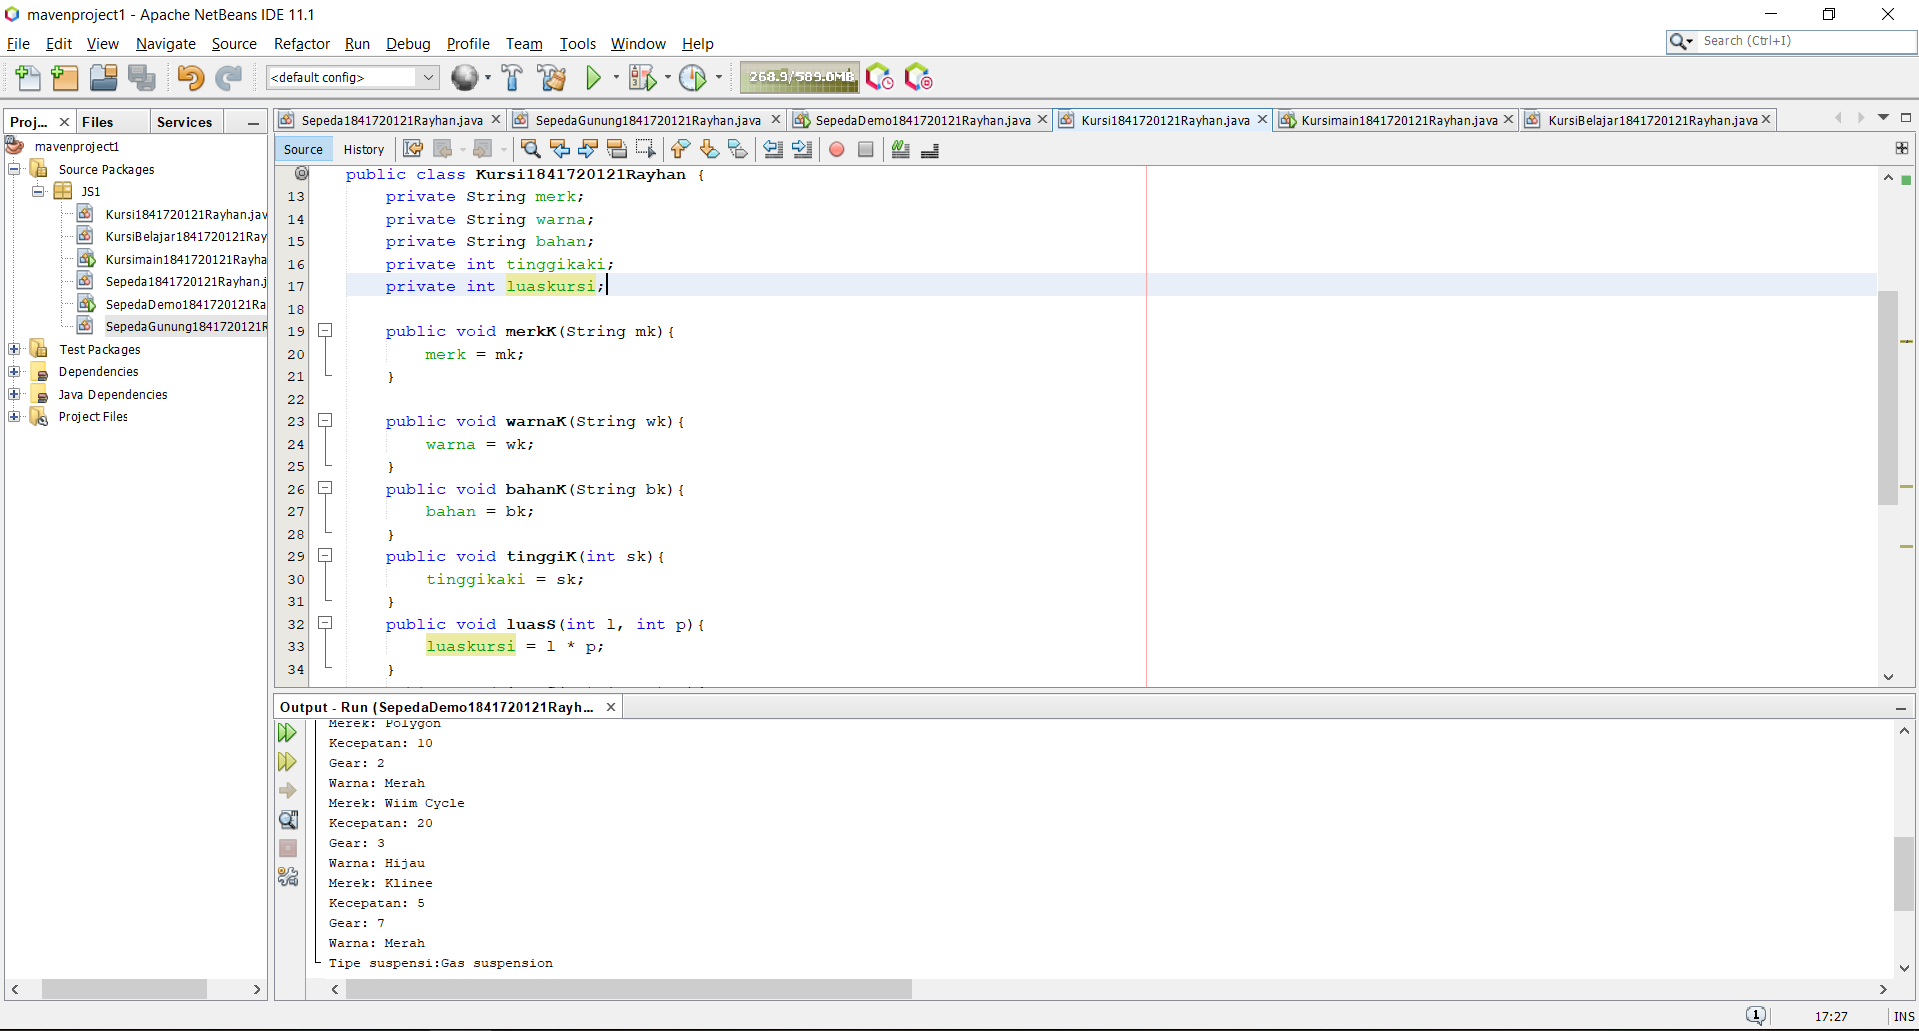 mavenproject1 - Apache NetBeans IDE 11.1
File Edit View Navigate Source Refactor Run Debug Profile Team Tools Window Help
Search (Ctrl+I)
<default config>
268.9/589.0MB
Proj... Files Services
Sepeda1841720121Rayhan.java SepedaGunung1841720121Rayhan.java SepedaDemo1841720121Rayhan.java Kursi1841720121Rayhan.java Kursimain1841720121Rayhan.java KursiBelajar1841720121Rayhan.java
mavenproject1
Source Packages
JS1
Kursi1841720121Rayhan.jav
KursiBelajar1841720121Ray
Kursimain1841720121Rayha
Sepeda1841720121Rayhan.j
SepedaDemo1841720121Ra
SepedaGunung1841720121R
Test Packages
Dependencies
Java Dependencies
Project Files
Source History
public class Kursi1841720121Rayhan {
13 private String merk;
14 private String warna;
15 private String bahan;
16 private int tinggikaki;
17 private int luaskursi;
18
19 public void merkK(String mk){
20 merk = mk;
21 }
22
23 public void warnaK(String wk){
24 warna = wk;
25 }
26 public void bahanK(String bk){
27 bahan = bk;
28 }
29 public void tinggiK(int sk){
30 tinggikaki = sk;
31 }
32 public void luasS(int l, int p){
33 luaskursi = l * p;
34 }
Output - Run (SepedaDemo1841720121Rayh...
Merek: Polygon
Kecepatan: 10
Gear: 2
Warna: Merah
Merek: Wiim Cycle
Kecepatan: 20
Gear: 3
Warna: Hijau
Merek: Klinee
Kecepatan: 5
Gear: 7
Warna: Merah
Tipe suspensi:Gas suspension
1 17:27 INS